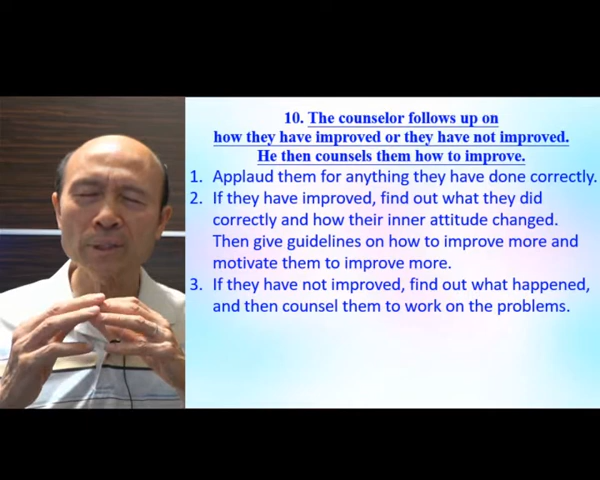 10. The counselor follows up on
how they have improved or they have not improved.
He then counsels them how to improve.
1. Applaud them for anything they have done correctly.
2. If they have improved, find out what they did
correctly and how their inner attitude changed.
Then give guidelines on how to improve more and
motivate them to improve more.
3. If they have not improved, find out what happened,
and then counsel them to work on the problems.